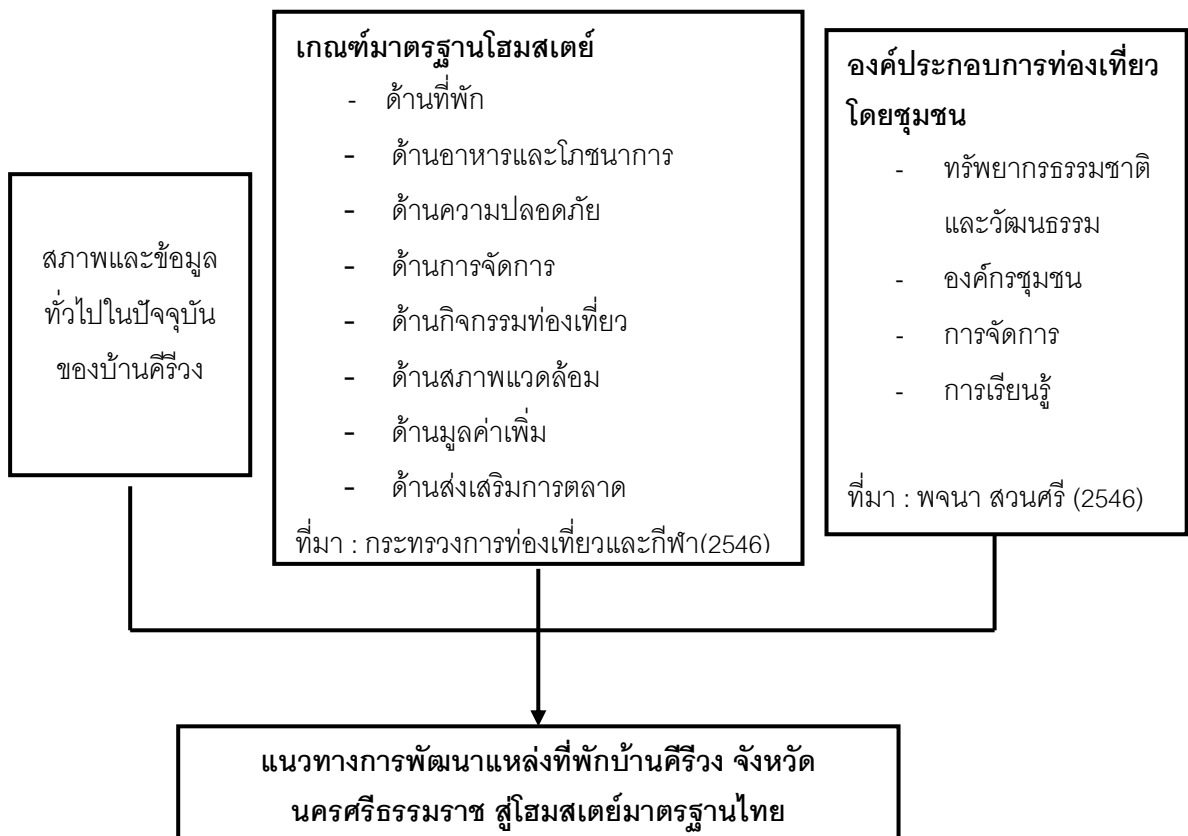 สภาพและข้อมูล
ทั่วไปในปัจจุบัน
ของบ้านคีรีวง
เกณฑ์มาตรฐานโฮมสเตย์
- ด้านที่พัก
- ด้านอาหารและโภชนาการ
- ด้านความปลอดภัย
- ด้านการจัดการ
- ด้านกิจกรรมท่องเที่ยว
- ด้านสภาพแวดล้อม
- ด้านมูลค่าเพิ่ม
- ด้านส่งเสริมการตลาด
ที่มา : กระทรวงการท่องเที่ยวและกีฬา(2546)
องค์ประกอบการท่องเที่ยว
โดยชุมชน
- ทรัพยากรธรรมชาติ
และวัฒนธรรม
- องค์กรชุมชน
- การจัดการ
- การเรียนรู้
ที่มา : พจนา สวนศรี (2546)
แนวทางการพัฒนาแหล่งที่พักบ้านคีรีวง จังหวัด
นครศรีธรรมราช สู่โฮมสเตย์มาตรฐานไทย